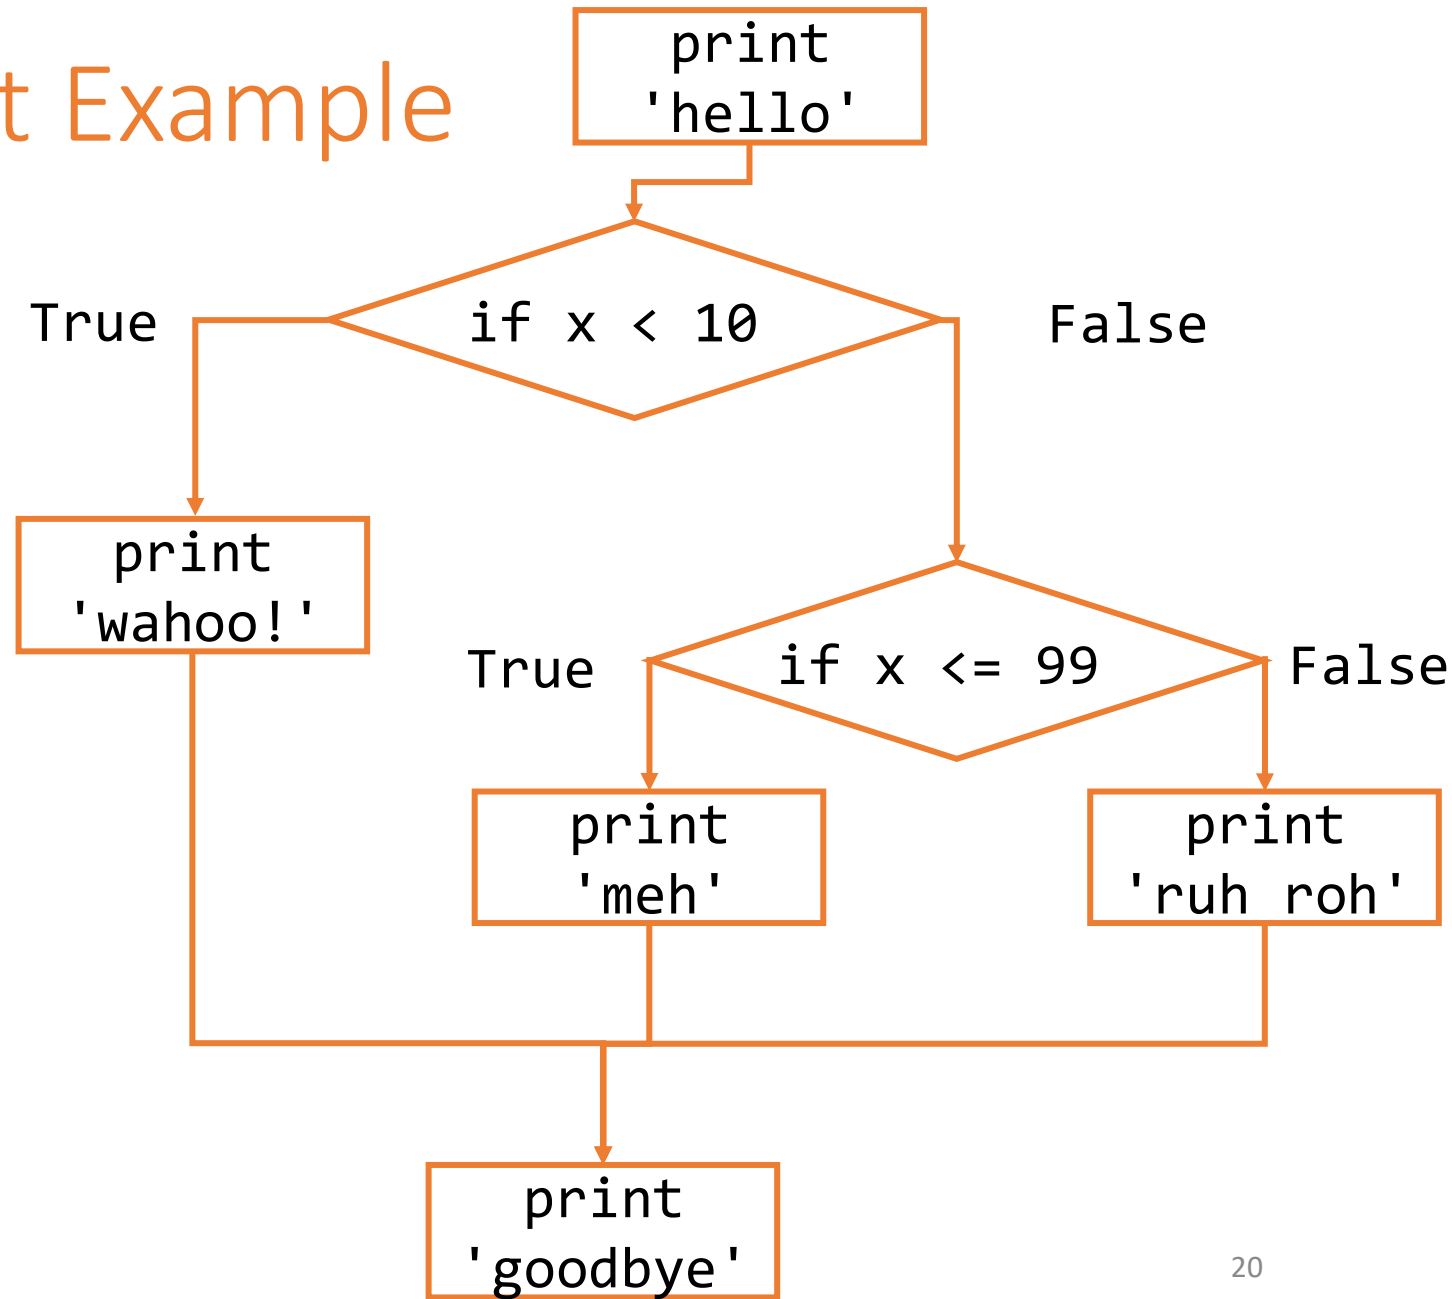 t Example
print
'hello'
if x < 10
True
False
print
'wahoo!'
if x <= 99
True
False
print
'meh'
print
'ruh roh'
print
'goodbye'
20